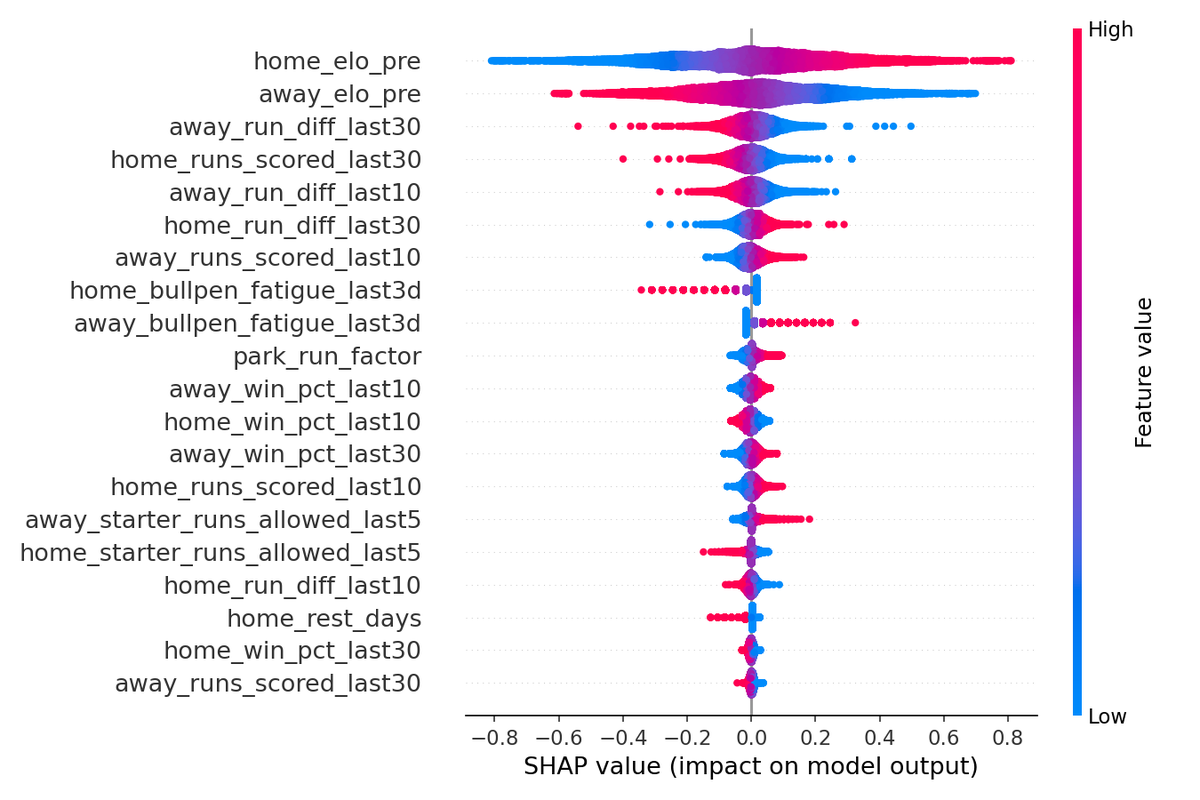 High
home_elo_pre
away_elo_pre
away_run_diff_last30
home_runs_scored_last30
away_run_diff_last10
home_run_diff_last30
away_runs_scored_last10
home_bullpen_fatigue_last3d
away_bullpen_fatigue_last3d
park_run_factor
away_win_pct_last10
home_win_pct_last10
away_win_pct_last30
home_runs_scored_last10
away_starter_runs_allowed_last5
home_starter_runs_allowed_last5
home_run_diff_last10
home_rest_days
home_win_pct_last30
away_runs_scored_last30
Feature value
Low
−0.8 −0.6 −0.4 −0.2 0.0 0.2 0.4 0.6 0.8
SHAP value (impact on model output)